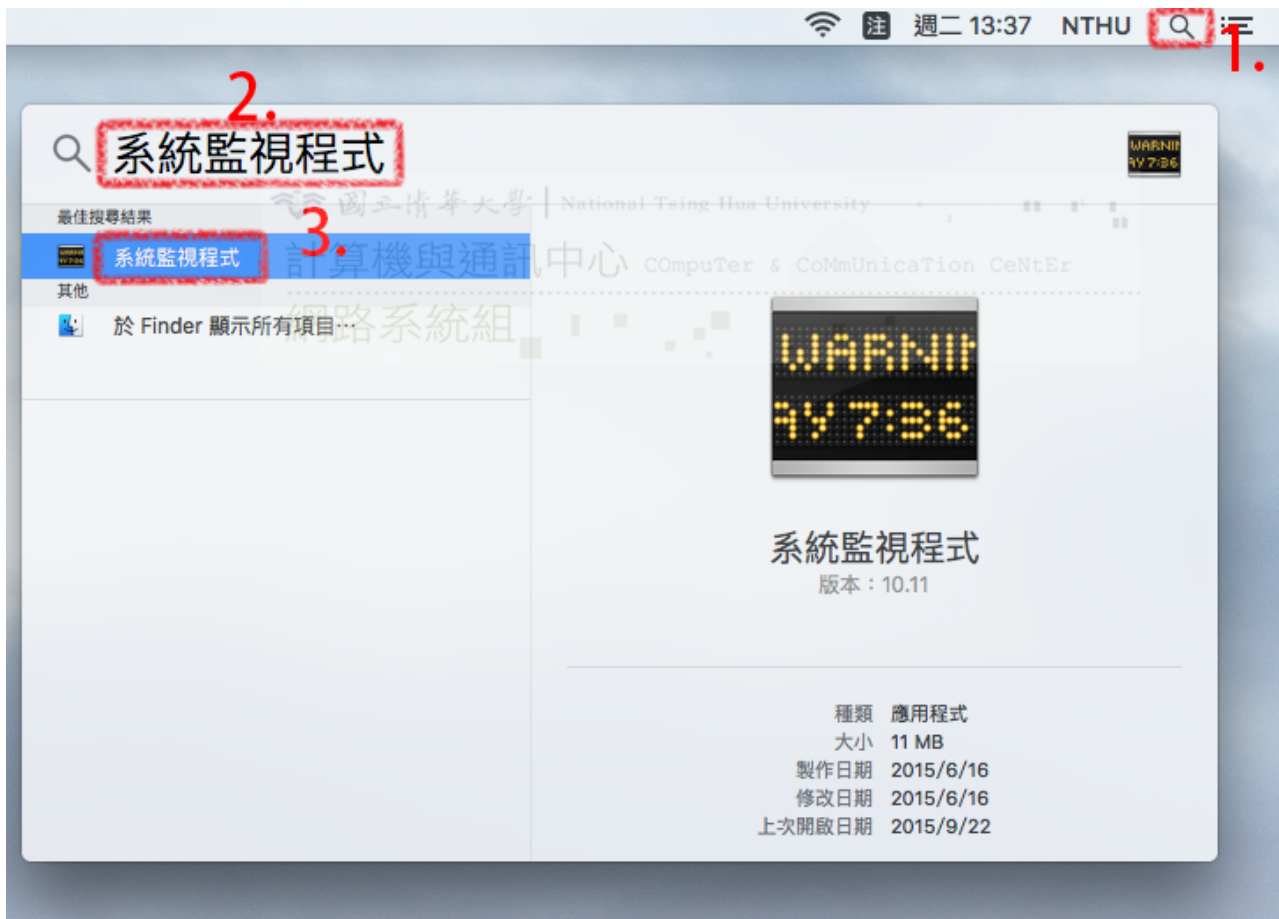 注 週二 13:37 NTHU
1.
2.
系統監視程式
WARNIN
AY 7:36
國立清華大學 National Tsing Hua University
最佳搜尋結果
3.
系統監視程式
計算機與通訊中心 COmpuTer & CoMmUnicaTion CeNtEr
其他
於 Finder 顯示所有項目…
網路系統組
WARNIN
AY 7:36
系統監視程式
版本：10.11
種類 應用程式
大小 11 MB
製作日期 2015/6/16
修改日期 2015/6/16
上次開啟日期 2015/9/22